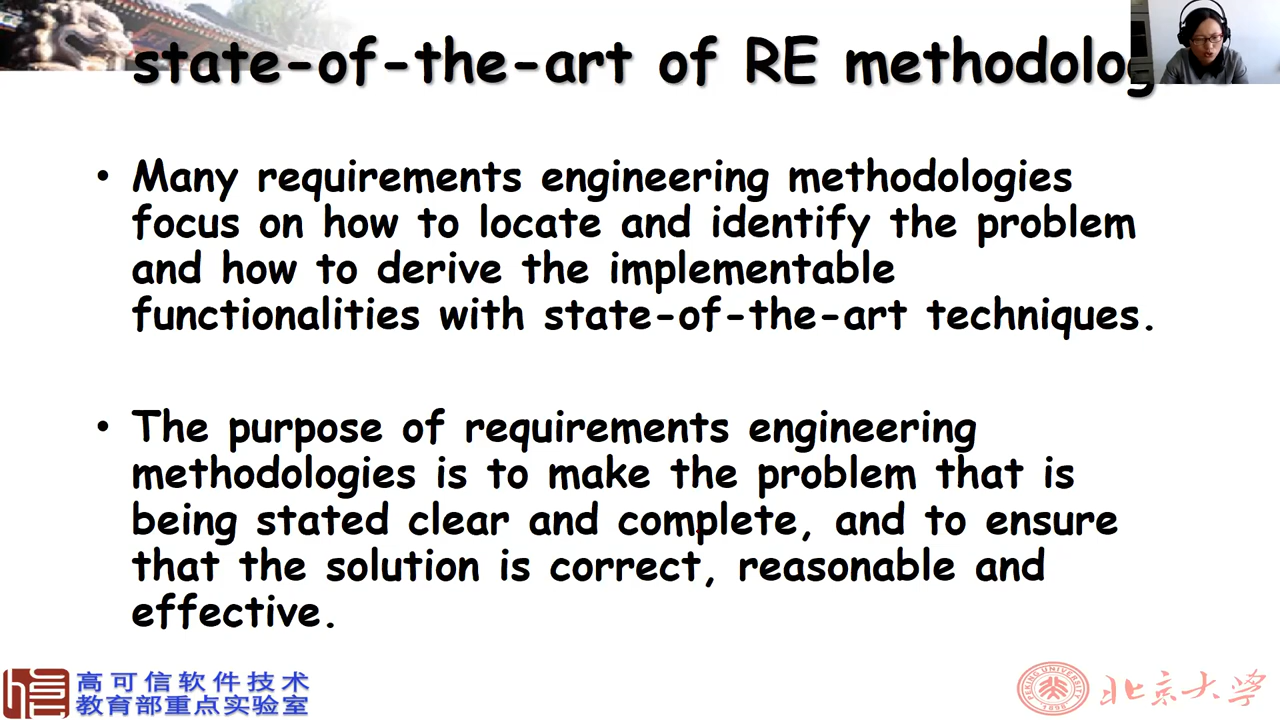 state-of-the-art of RE methodolog
• Many requirements engineering methodologies
focus on how to locate and identify the problem
and how to derive the implementable
functionalities with state-of-the-art techniques.
• The purpose of requirements engineering
methodologies is to make the problem that is
being stated clear and complete, and to ensure
that the solution is correct, reasonable and
effective.
高可信软件技术
教育部重点实验室
PEKING UNIVERSITY
1898
北京大学